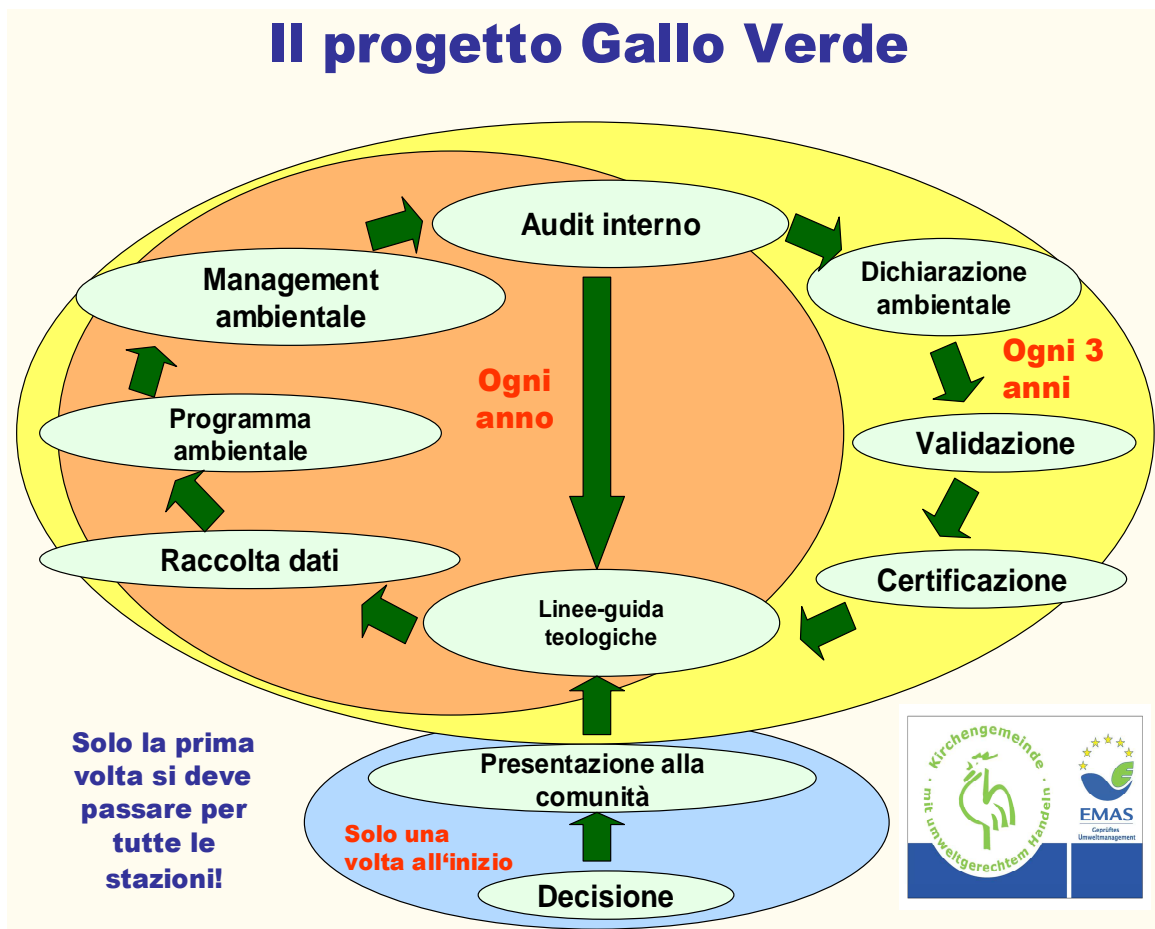 Il progetto Gallo Verde
Audit interno
Management
ambientale
Dichiarazione
ambientale
Ogni 3
anni
Ogni
anno
Programma
ambientale
Validazione
Raccolta dati
Certificazione
Linee-guida
teologiche
Solo la prima
volta si deve
passare per
tutte le
stazioni!
Presentazione alla
comunità
Solo una
volta all‘inizio
Decisione
· Kirchengemeinde ·
mit umweltgerechtem Handeln
EMAS
Geprüftes
Umweltmanagement